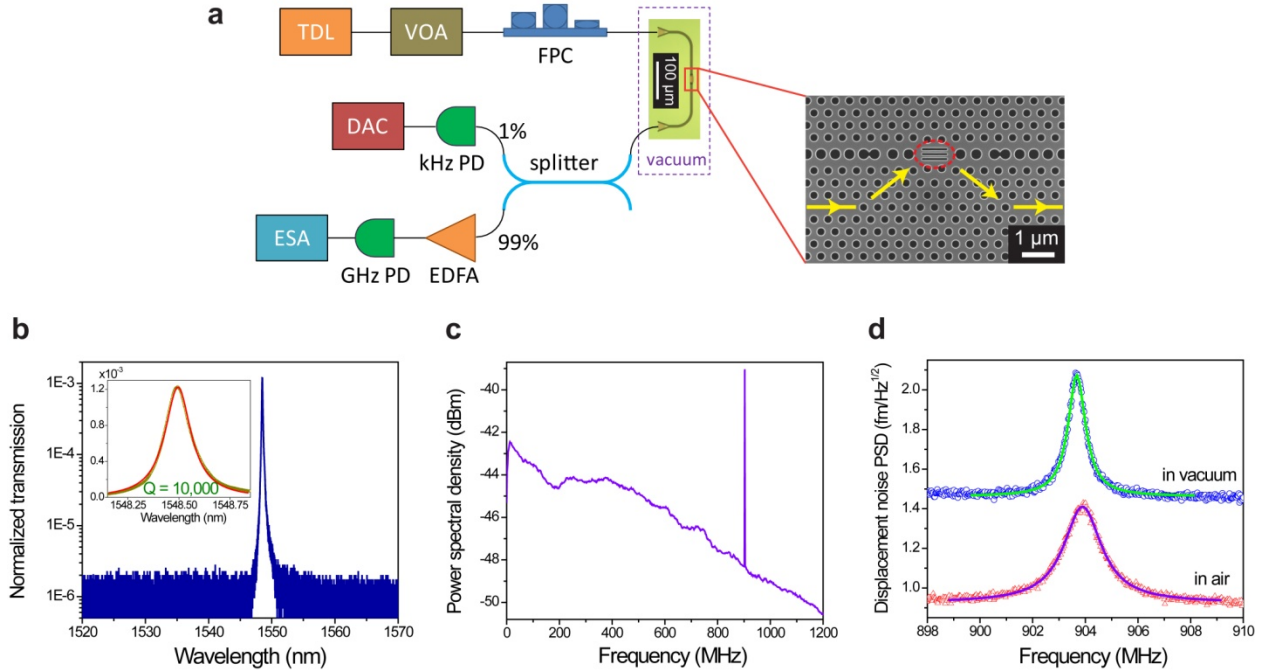 a
TDL
VOA
FPC
100 μm
DAC
kHz PD
1%
splitter
vacuum
ESA
GHz PD
EDFA
99%
1 μm
b
Normalized transmission
1E-3
1E-4
1E-5
1E-6
1520
1530
1540
1550
1560
1570
Wavelength (nm)
x10⁻³
1.2
0.8
0.4
0.0
Q = 10,000
1548.25
1548.50
1548.75
Wavelength (nm)
c
Power spectral density (dBm)
-40
-42
-44
-46
-48
-50
0
200
400
600
800
1000
1200
Frequency (MHz)
d
Displacement noise PSD (fm/Hz¹ᐟ²)
2.0
1.8
1.6
1.4
1.2
1.0
in vacuum
in air
898
900
902
904
906
908
910
Frequency (MHz)